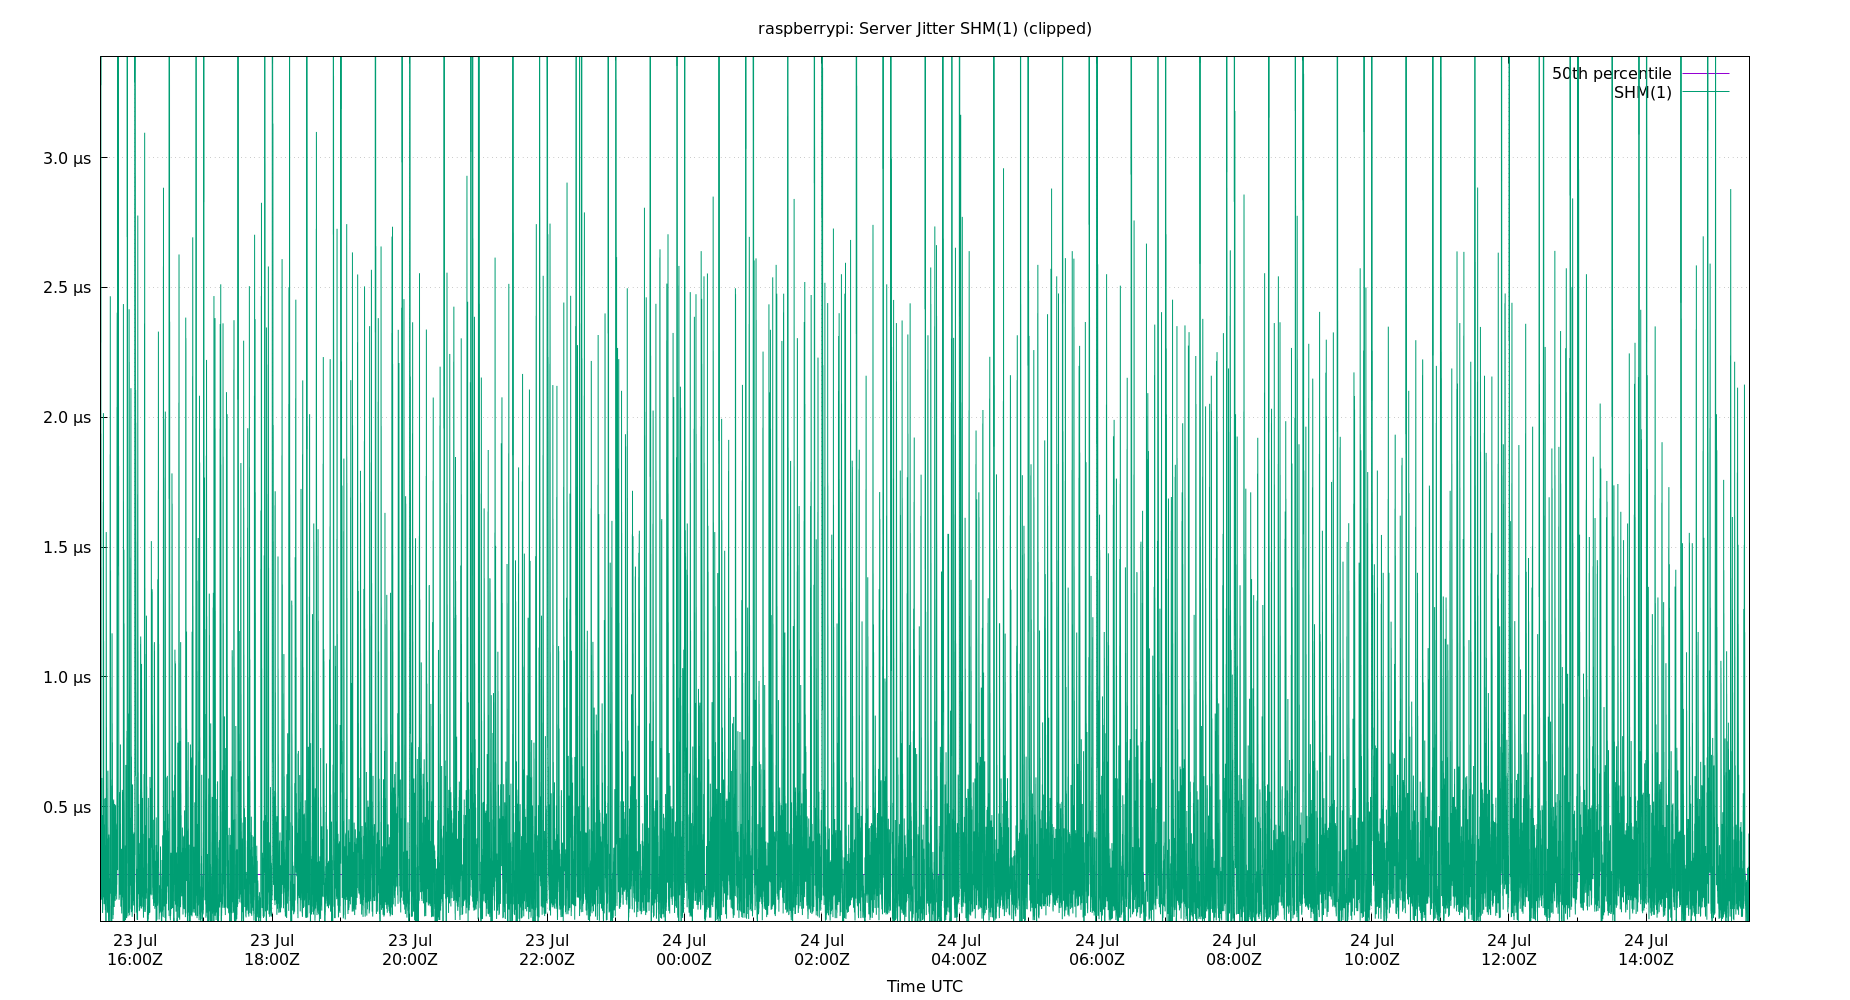 raspberrypi: Server Jitter SHM(1) (clipped)
50th percentile
SHM(1)
3.0 µs
2.5 µs
2.0 µs
1.5 µs
1.0 µs
0.5 µs
23 Jul 23 Jul 23 Jul 23 Jul 24 Jul 24 Jul 24 Jul 24 Jul 24 Jul 24 Jul 24 Jul 24 Jul
16:00Z 18:00Z 20:00Z 22:00Z 00:00Z 02:00Z 04:00Z 06:00Z 08:00Z 10:00Z 12:00Z 14:00Z
Time UTC